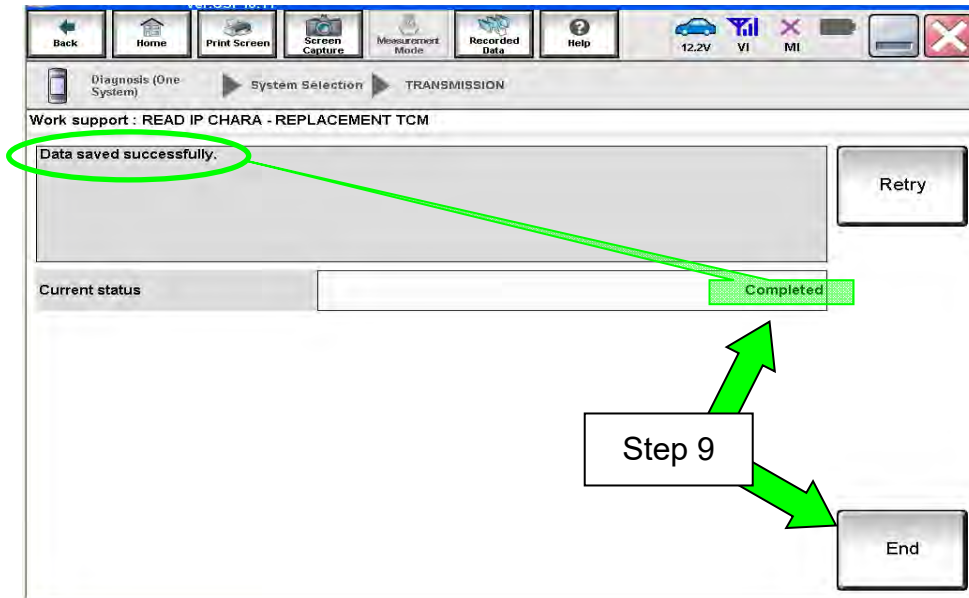 Back
Home
Print Screen
Screen
Capture
Measurement
Mode
Recorded
Data
Help
12.2V
VI
MI
Diagnosis (One
System)
System Selection
TRANSMISSION
Work support : READ IP CHARA - REPLACEMENT TCM
Data saved successfully.
Retry
Current status
Completed
Step 9
End